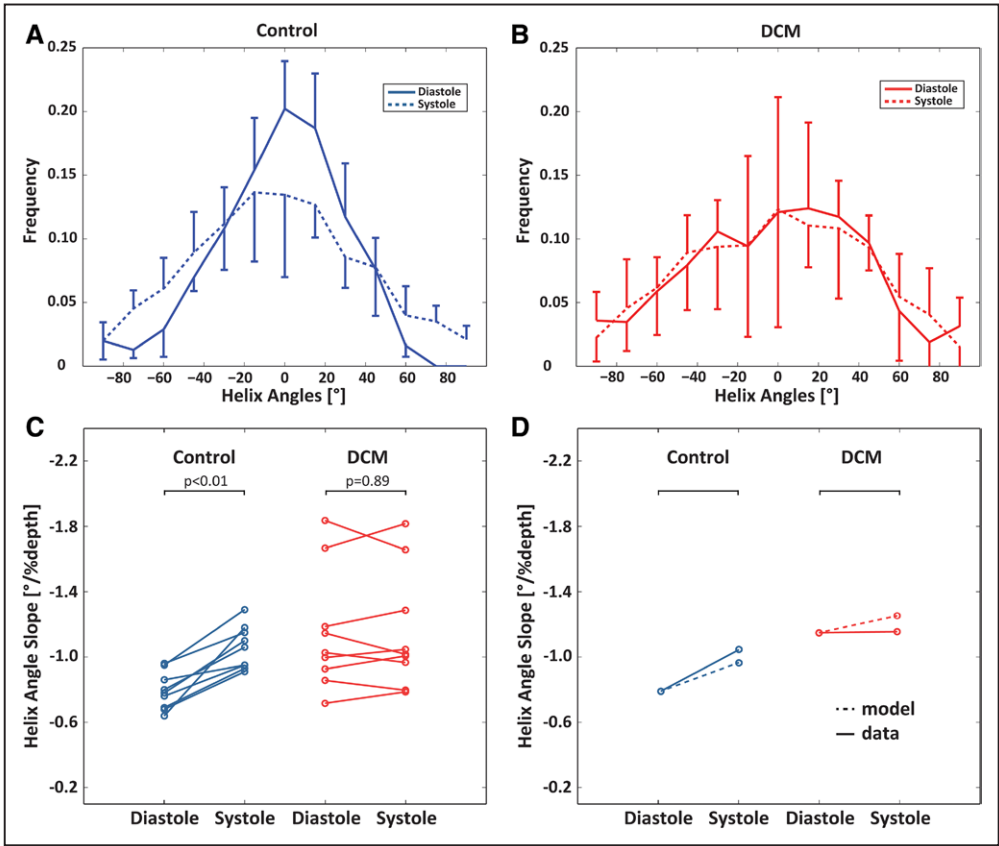 A
Control
0.25
0.20
0.15
0.10
0.05
0
Frequency
Diastole
Systole
−80 −60 −40 −20 0 20 40 60 80
Helix Angles [°]
B
DCM
0.25
0.20
0.15
0.10
0.05
0
Frequency
Diastole
Systole
−80 −60 −40 −20 0 20 40 60 80
Helix Angles [°]
C
-2.2
-1.8
-1.4
-1.0
-0.6
-0.2
Helix Angle Slope [°/%depth]
Control
p<0.01
DCM
p=0.89
Diastole Systole Diastole Systole
D
-2.2
-1.8
-1.4
-1.0
-0.6
-0.2
Helix Angle Slope [°/%depth]
Control
DCM
model
data
Diastole Systole Diastole Systole